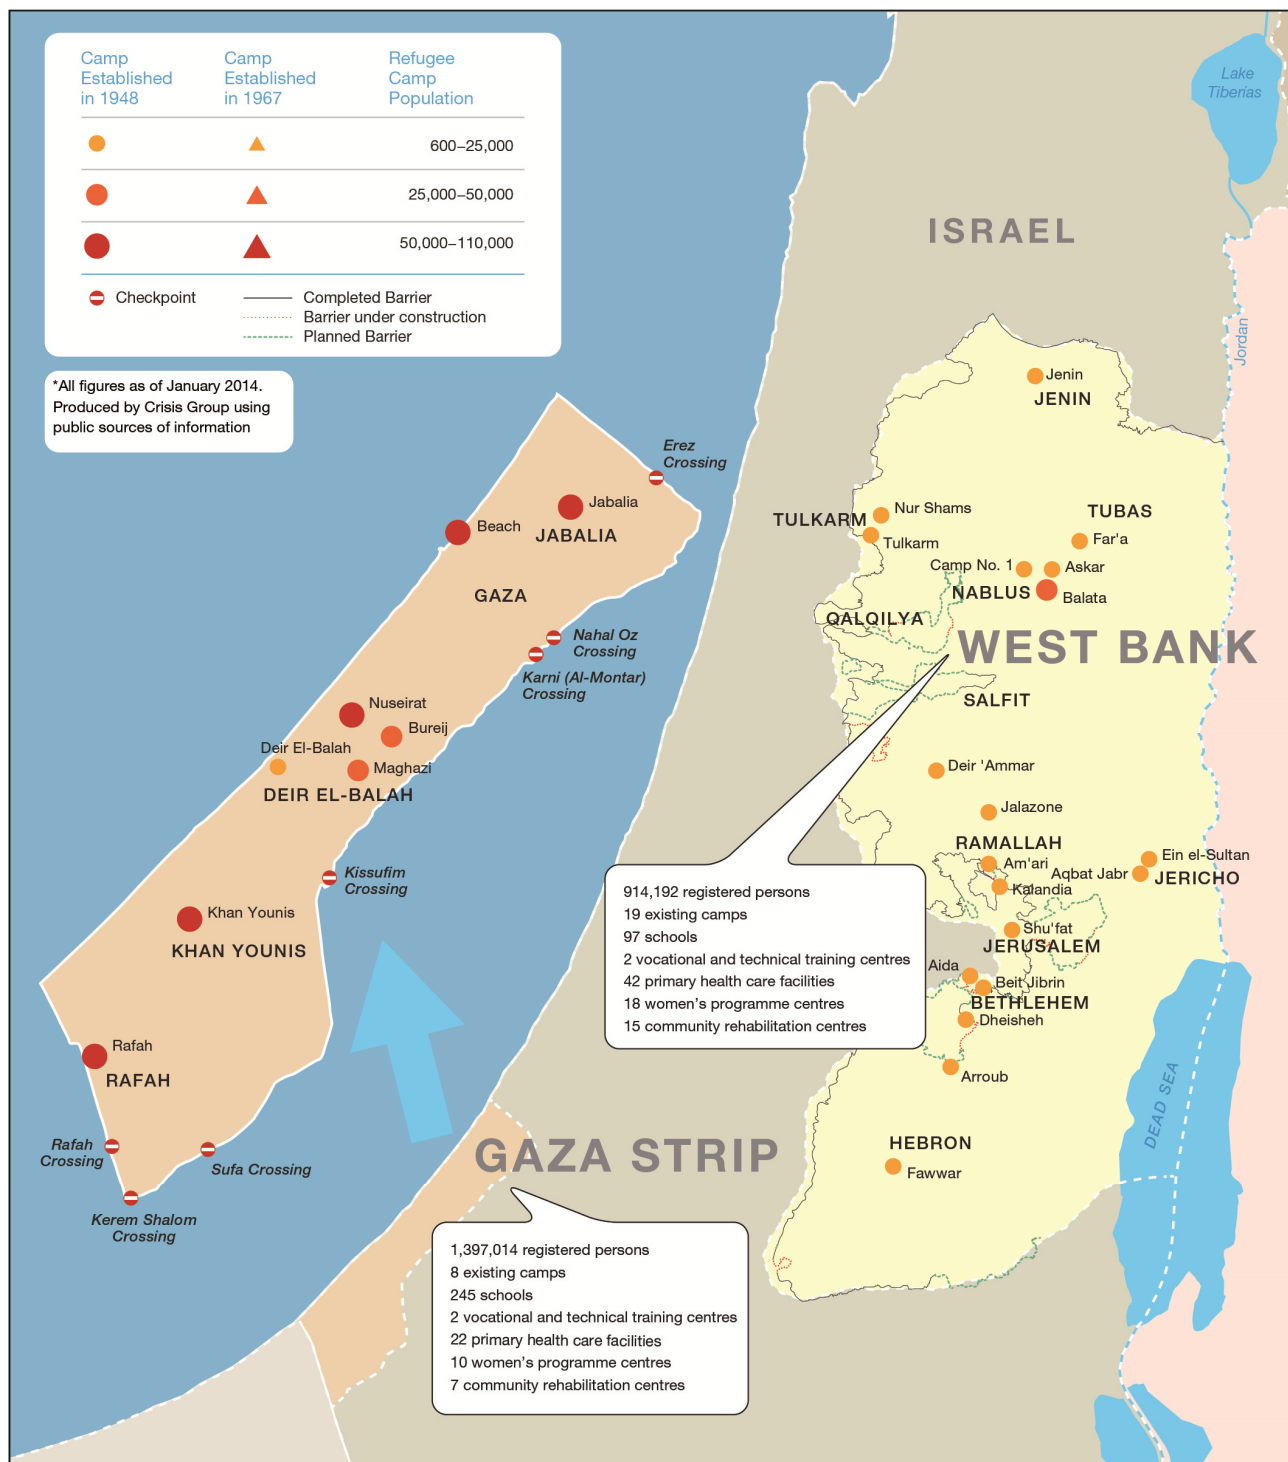 Camp
Established
in 1948
Camp
Established
in 1967
Refugee
Camp
Population
600–25,000
25,000–50,000
50,000–110,000
Checkpoint
Completed Barrier
Barrier under construction
Planned Barrier
*All figures as of January 2014.
Produced by Crisis Group using
public sources of information
Lake
Tiberias
ISRAEL
Jordan
Jenin
JENIN
Erez
Crossing
Jabalia
JABALIA
Beach
GAZA
Nahal Oz
Crossing
Karni (Al-Montar)
Crossing
Nuseirat
Bureij
Deir El-Balah
Maghazi
DEIR EL-BALAH
Kissufim
Crossing
Khan Younis
KHAN YOUNIS
Rafah
RAFAH
Rafah
Crossing
Sufa Crossing
Kerem Shalom
Crossing
TULKARM
Nur Shams
Tulkarm
TUBAS
Far'a
Camp No. 1
Askar
NABLUS
Balata
QALQILYA
WEST BANK
SALFIT
Deir 'Ammar
Jalazone
RAMALLAH
Am'ari
Kalandia
Ein el-Sultan
Aqbat Jabr
JERICHO
Shu'fat
JERUSALEM
Aida
Beit Jibrin
BETHLEHEM
Dheisheh
Arroub
HEBRON
Fawwar
DEAD SEA
914,192 registered persons
19 existing camps
97 schools
2 vocational and technical training centres
42 primary health care facilities
18 women's programme centres
15 community rehabilitation centres
GAZA STRIP
1,397,014 registered persons
8 existing camps
245 schools
2 vocational and technical training centres
22 primary health care facilities
10 women's programme centres
7 community rehabilitation centres